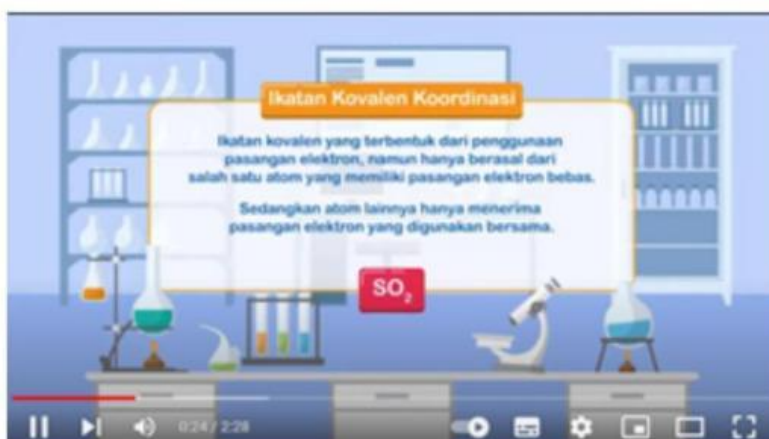 Ikatan Kovalen Koordinasi
Ikatan kovalen yang terbentuk dari penggunaan
pasangan elektron, namun hanya berasal dari
salah satu atom yang memiliki pasangan elektron bebas.
Sedangkan atom lainnya hanya menerima
pasangan elektron yang digunakan bersama.
SO₂
0:24 / 2:28